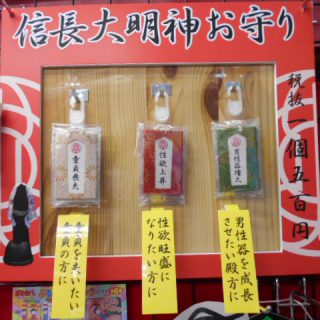 信長大明神お守り
税抜一個五百円
童貞喪失
性欲上昇
男性器増大
童貞を失いたい
童貞の方に
性欲旺盛に
なりたい方に
男性器を成長
させたい殿方に